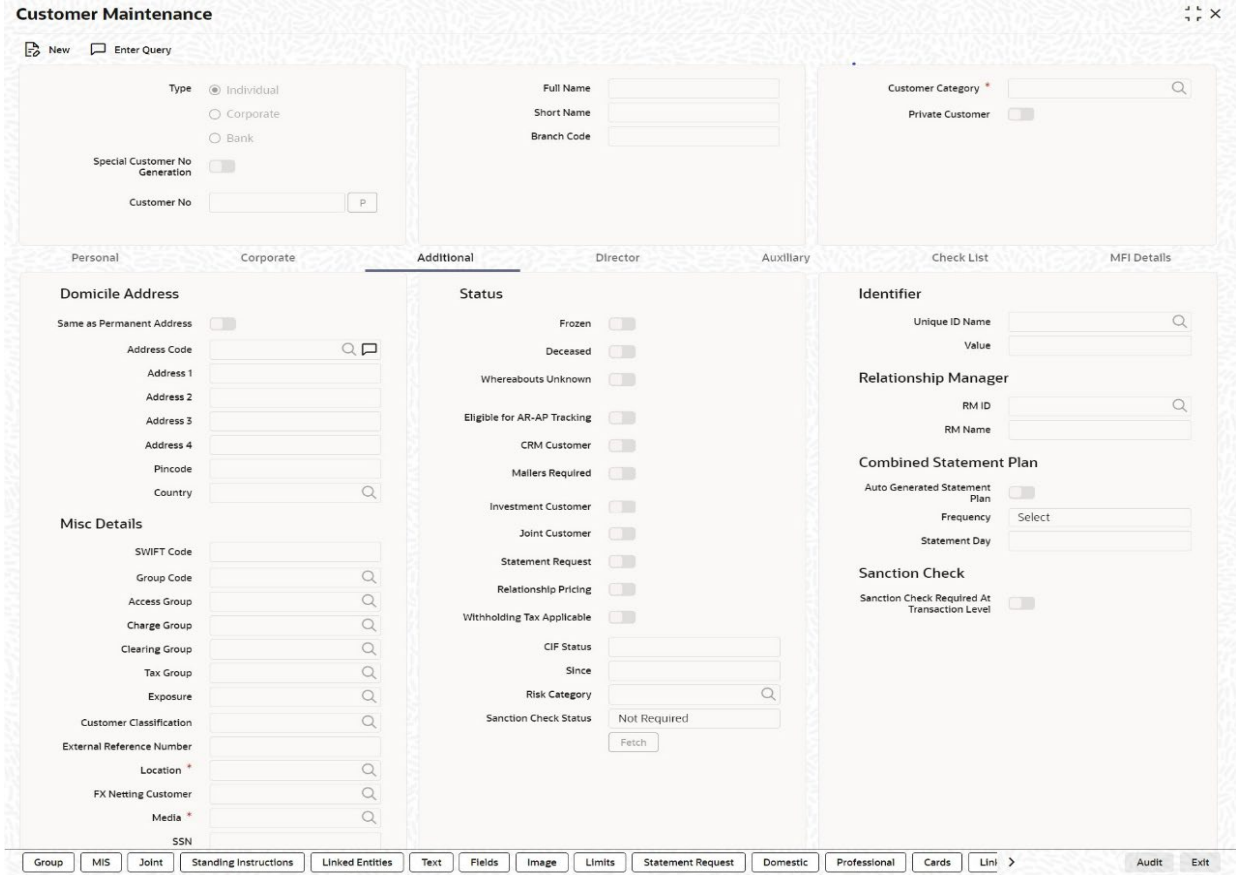 Customer Maintenance
New Enter Query
Type Individual
Corporate
Bank
Special Customer No
Generation
Customer No P
Full Name
Short Name
Branch Code
Customer Category *
Private Customer
Personal Corporate Additional Director Auxiliary Check List MFI Details
Domicile Address
Same as Permanent Address
Address Code
Address 1
Address 2
Address 3
Address 4
Pincode
Country
Misc Details
SWIFT Code
Group Code
Access Group
Charge Group
Clearing Group
Tax Group
Exposure
Customer Classification
External Reference Number
Location *
FX Netting Customer
Media *
SSN
Status
Frozen
Deceased
Whereabouts Unknown
Eligible for AR-AP Tracking
CRM Customer
Mailers Required
Investment Customer
Joint Customer
Statement Request
Relationship Pricing
Withholding Tax Applicable
CIF Status
Since
Risk Category
Sanction Check Status Not Required
Fetch
Identifier
Unique ID Name
Value
Relationship Manager
RM ID
RM Name
Combined Statement Plan
Auto Generated Statement
Plan
Frequency Select
Statement Day
Sanction Check
Sanction Check Required At
Transaction Level
Group MIS Joint Standing Instructions Linked Entities Text Fields Image Limits Statement Request Domestic Professional Cards Audit Exit